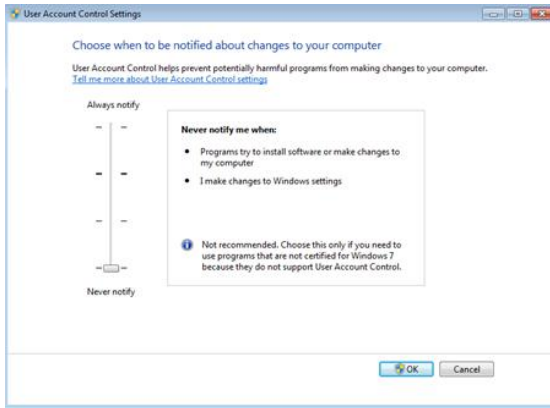 User Account Control Settings
Choose when to be notified about changes to your computer
User Account Control helps prevent potentially harmful programs from making changes to your computer.
Tell me more about User Account Control settings
Always notify
Never notify me when:
Programs try to install software or make changes to
my computer
I make changes to Windows settings
Not recommended. Choose this only if you need to
use programs that are not certified for Windows 7
because they do not support User Account Control.
Never notify
OK
Cancel